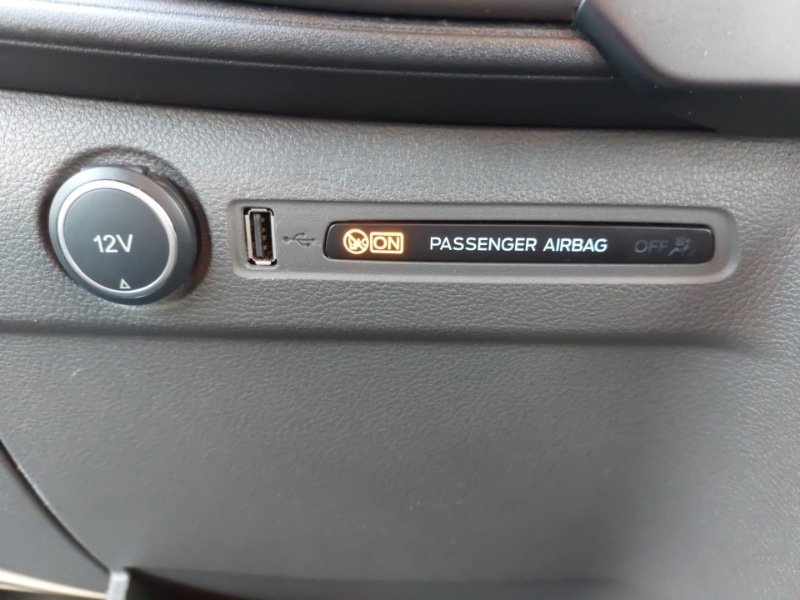 12V
ON PASSENGER AIRBAG OFF